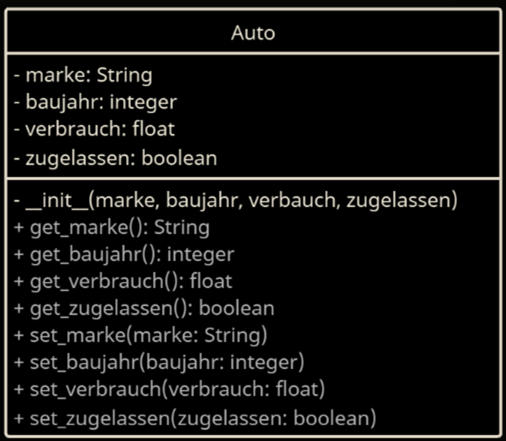 Auto
- marke: String
- baujahr: integer
- verbrauch: float
- zugelassen: boolean
- __init__(marke, baujahr, verbauch, zugelassen)
+ get_marke(): String
+ get_baujahr(): integer
+ get_verbrauch(): float
+ get_zugelassen(): boolean
+ set_marke(marke: String)
+ set_baujahr(baujahr: integer)
+ set_verbrauch(verbrauch: float)
+ set_zugelassen(zugelassen: boolean)